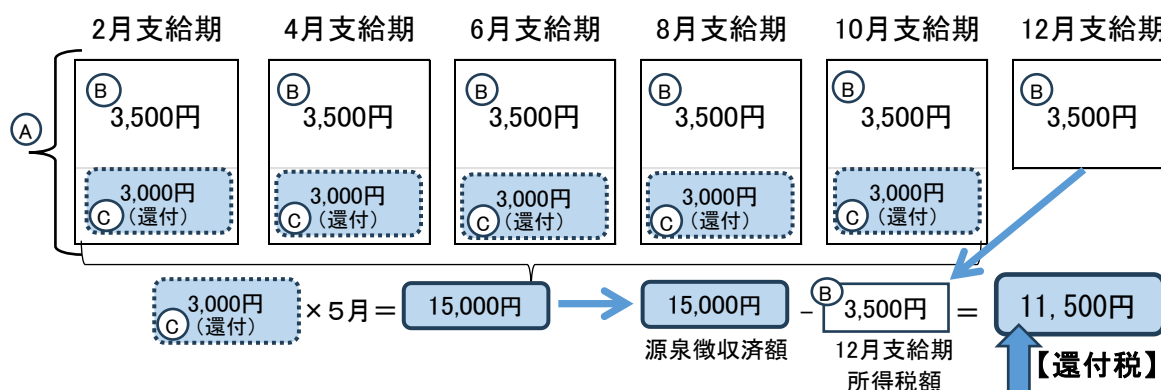 2月支給期 4月支給期 6月支給期 8月支給期 10月支給期 12月支給期
A
B B B B B B
3,500円 3,500円 3,500円 3,500円 3,500円 3,500円
3,000円 3,000円 3,000円 3,000円 3,000円
C（還付） C（還付） C（還付） C（還付） C（還付）
3,000円
C（還付）
×5月＝ 15,000円 15,000円 － B 3,500円 ＝ 11,500円
源泉徴収済額 12月支給期 【還付税】
所得税額